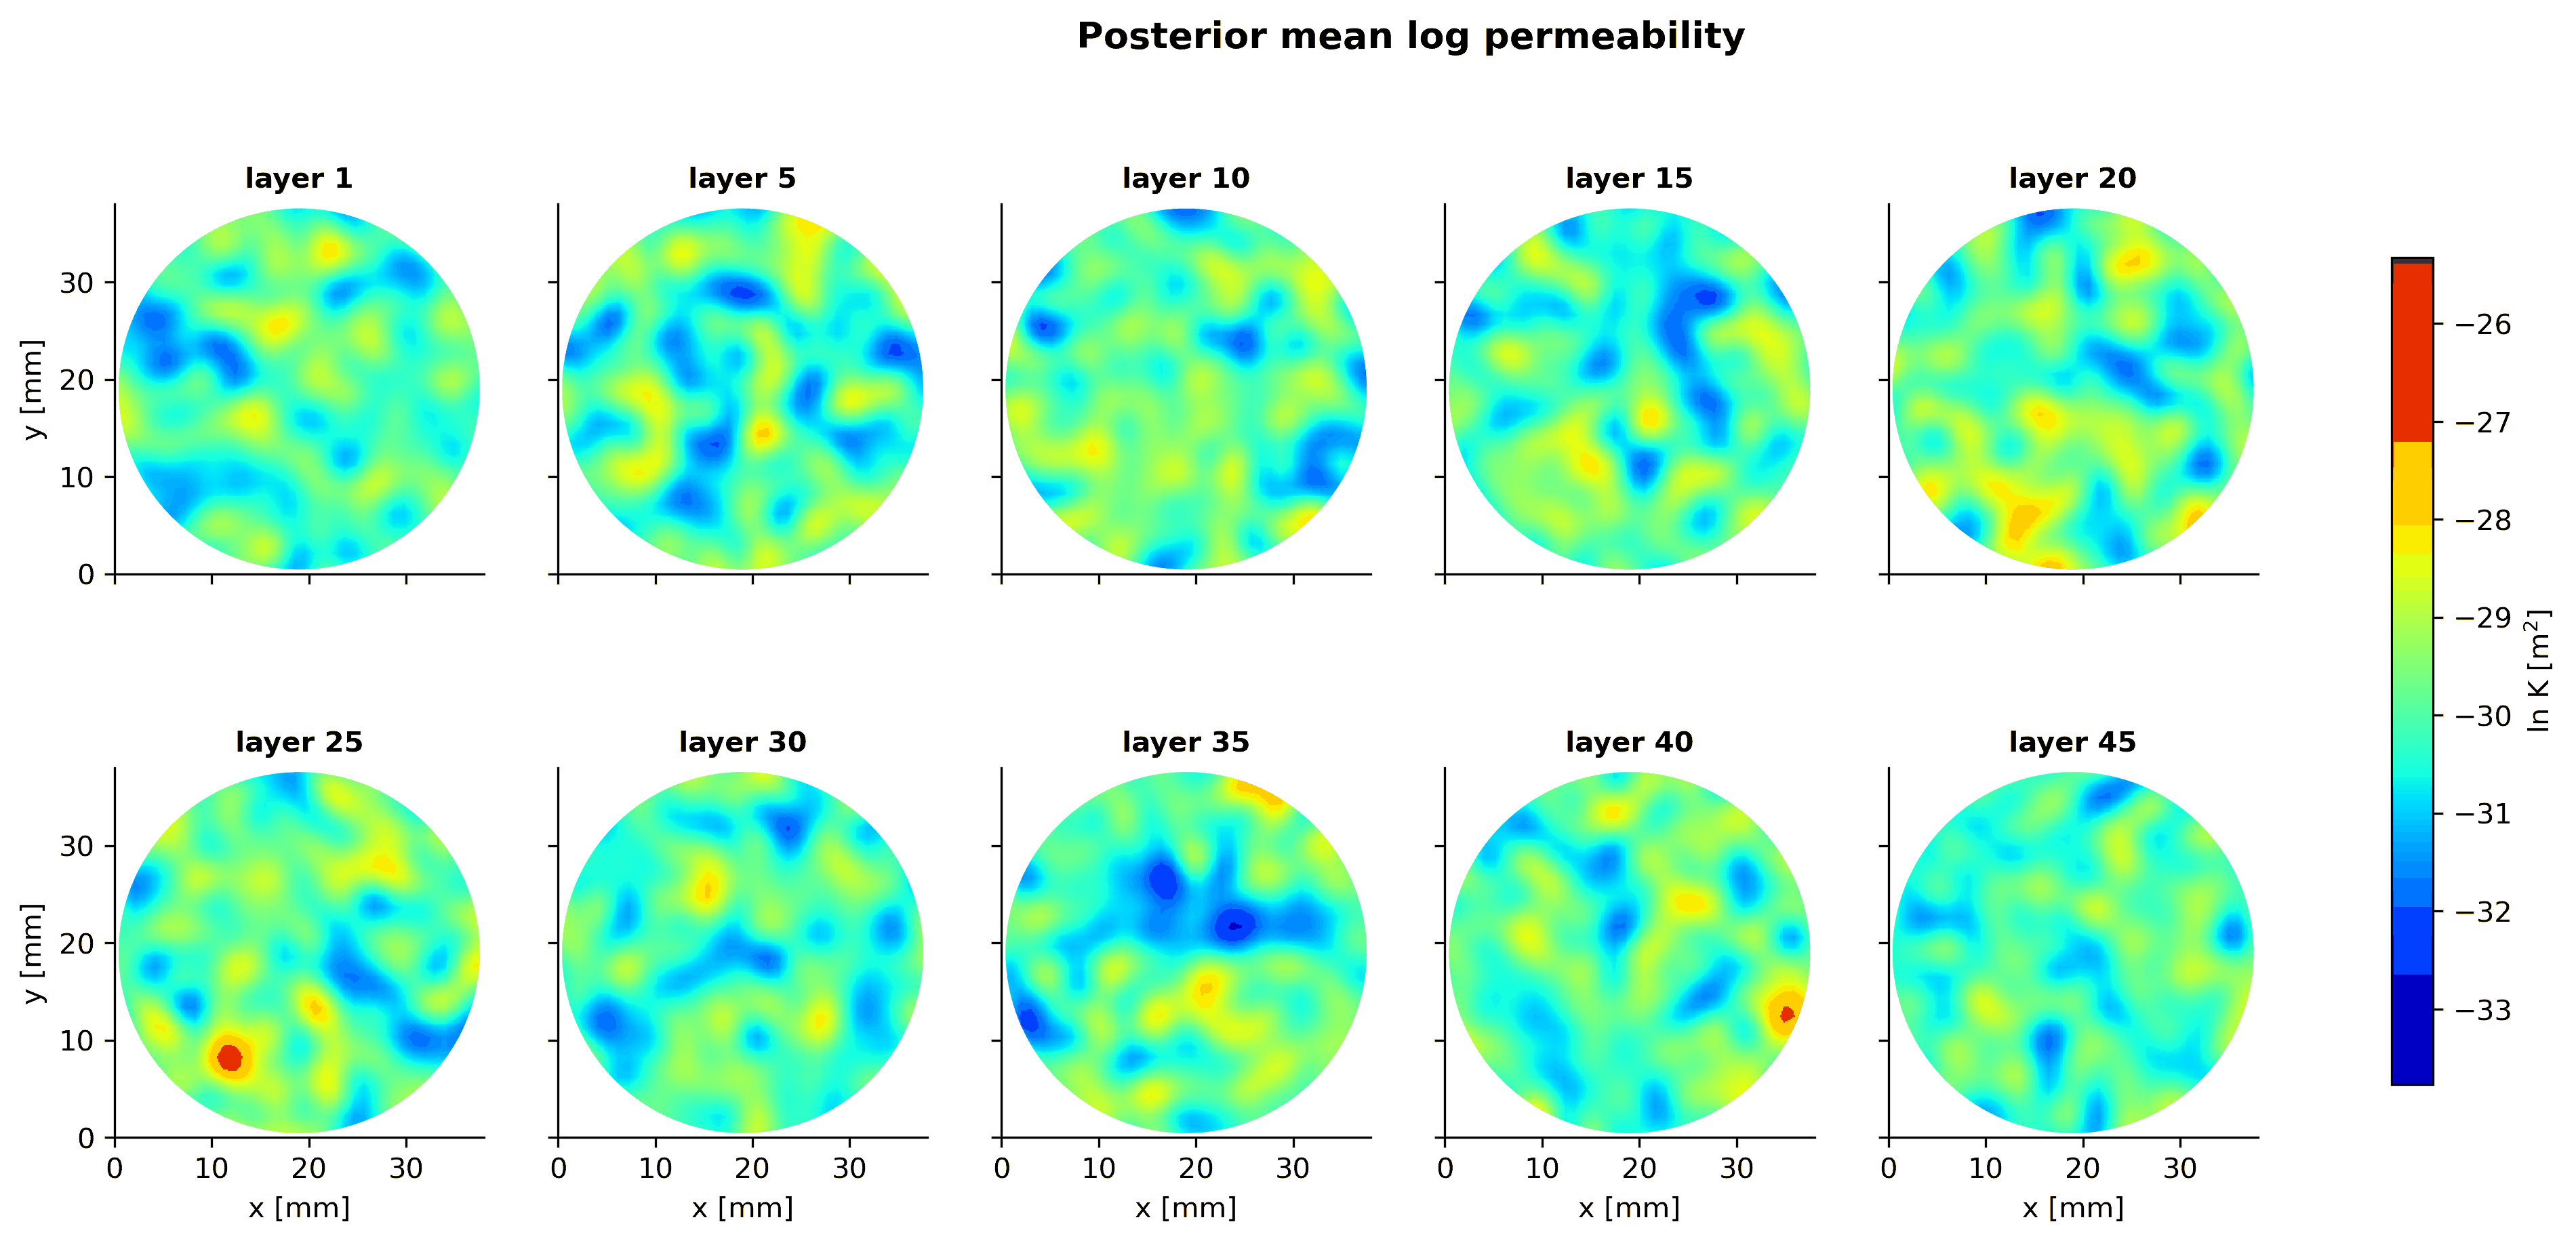 Posterior mean log permeability
layer 1
layer 5
layer 10
layer 15
layer 20
y [mm]
30
20
10
0
layer 25
layer 30
layer 35
layer 40
layer 45
y [mm]
30
20
10
0
0 10 20 30
0 10 20 30
0 10 20 30
0 10 20 30
0 10 20 30
x [mm]
x [mm]
x [mm]
x [mm]
x [mm]
−26
−27
−28
−29
−30
−31
−32
−33
ln K [m²]